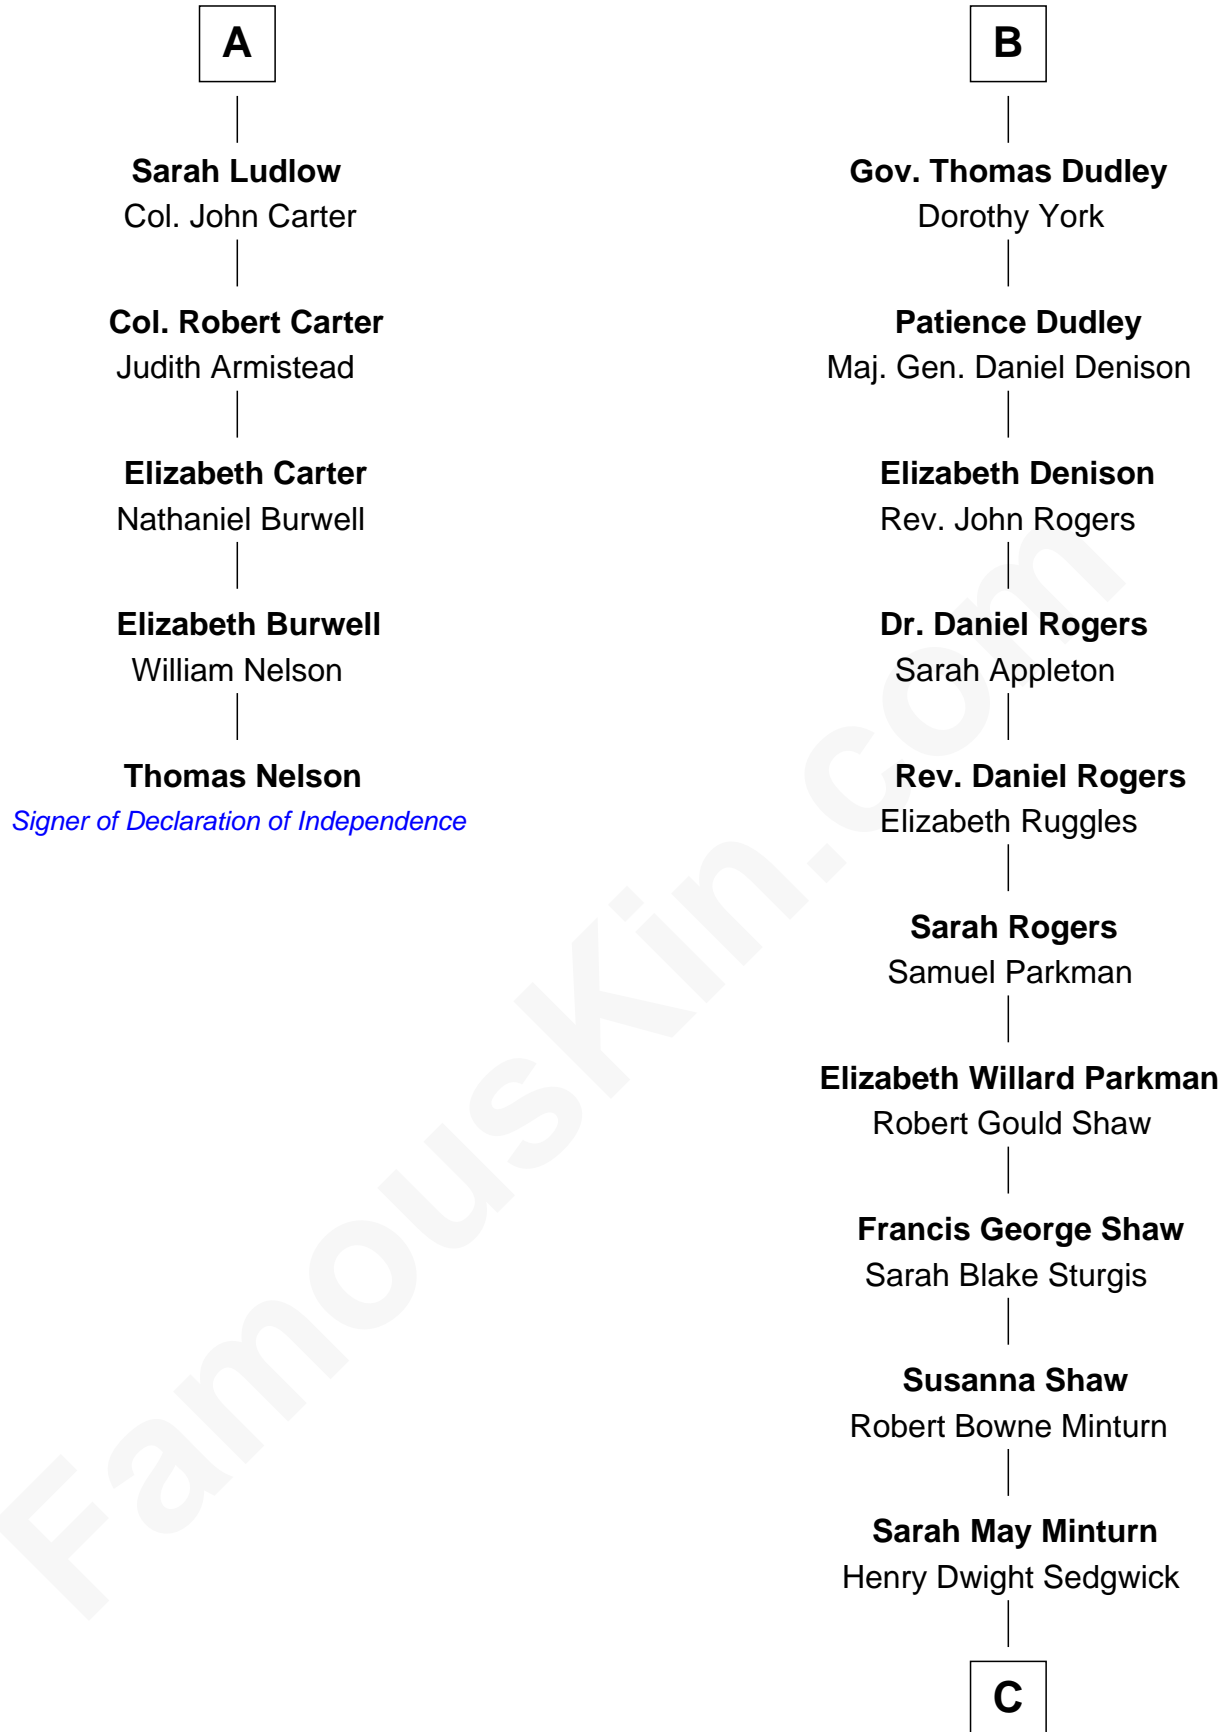 A
Sarah Ludlow
Col. John Carter
Col. Robert Carter
Judith Armistead
Elizabeth Carter
Nathaniel Burwell
Elizabeth Burwell
William Nelson
Thomas Nelson
Signer of Declaration of Independence
B
Gov. Thomas Dudley
Dorothy York
Patience Dudley
Maj. Gen. Daniel Denison
Elizabeth Denison
Rev. John Rogers
Dr. Daniel Rogers
Sarah Appleton
Rev. Daniel Rogers
Elizabeth Ruggles
Sarah Rogers
Samuel Parkman
Elizabeth Willard Parkman
Robert Gould Shaw
Francis George Shaw
Sarah Blake Sturgis
Susanna Shaw
Robert Bowne Minturn
Sarah May Minturn
Henry Dwight Sedgwick
C
FamousKin.com